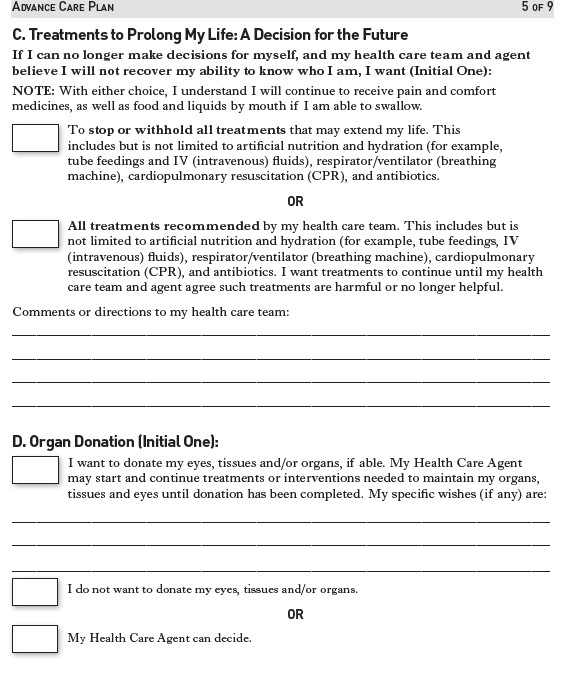 ADVANCE CARE PLAN 5 OF 9
C. Treatments to Prolong My Life: A Decision for the Future
If I can no longer make decisions for myself, and my health care team and agent
believe I will not recover my ability to know who I am, I want (Initial One):
NOTE: With either choice, I understand I will continue to receive pain and comfort
medicines, as well as food and liquids by mouth if I am able to swallow.
To stop or withhold all treatments that may extend my life. This
includes but is not limited to artificial nutrition and hydration (for example,
tube feedings and IV (intravenous) fluids), respirator/ventilator (breathing
machine), cardiopulmonary resuscitation (CPR), and antibiotics.
OR
All treatments recommended by my health care team. This includes but is
not limited to artificial nutrition and hydration (for example, tube feedings, IV
(intravenous) fluids), respirator/ventilator (breathing machine), cardiopulmonary
resuscitation (CPR), and antibiotics. I want treatments to continue until my health
care team and agent agree such treatments are harmful or no longer helpful.
Comments or directions to my health care team:
D. Organ Donation (Initial One):
I want to donate my eyes, tissues and/or organs, if able. My Health Care Agent
may start and continue treatments or interventions needed to maintain my organs,
tissues and eyes until donation has been completed. My specific wishes (if any) are:
I do not want to donate my eyes, tissues and/or organs.
OR
My Health Care Agent can decide.